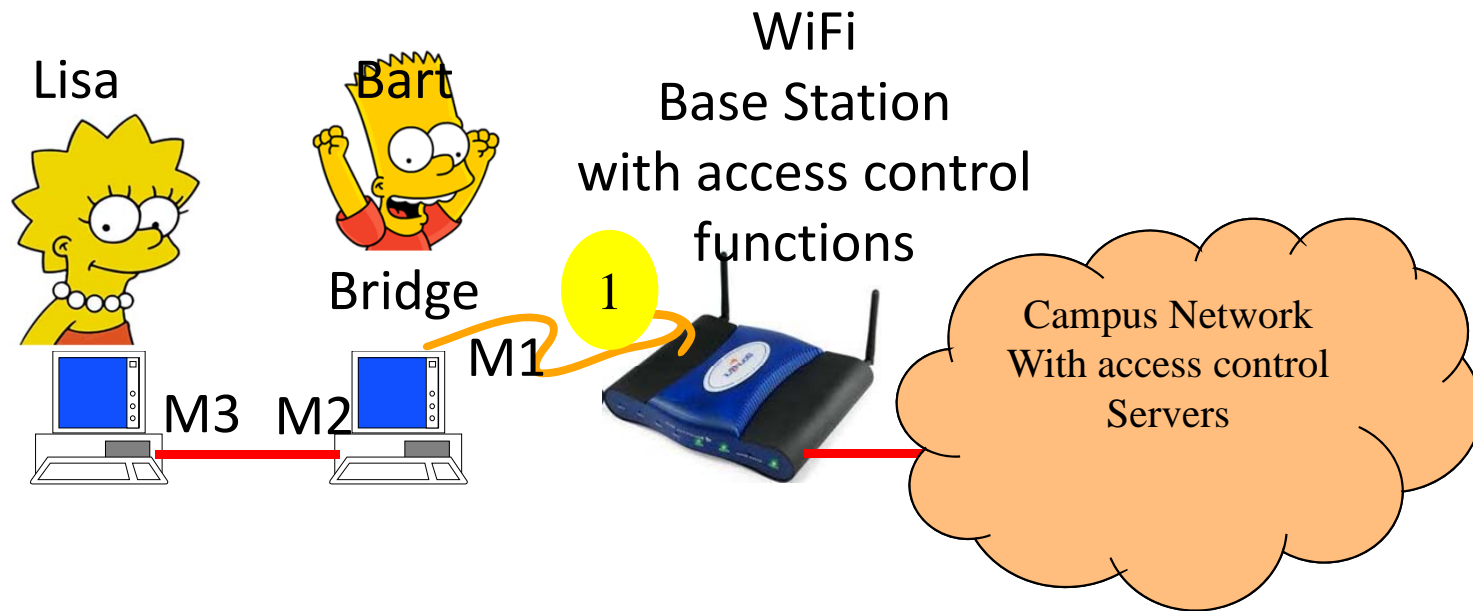 Lisa
Bart
WiFi
Base Station
with access control
functions
Bridge
1
M1
M3
M2
Campus Network
With access control
Servers